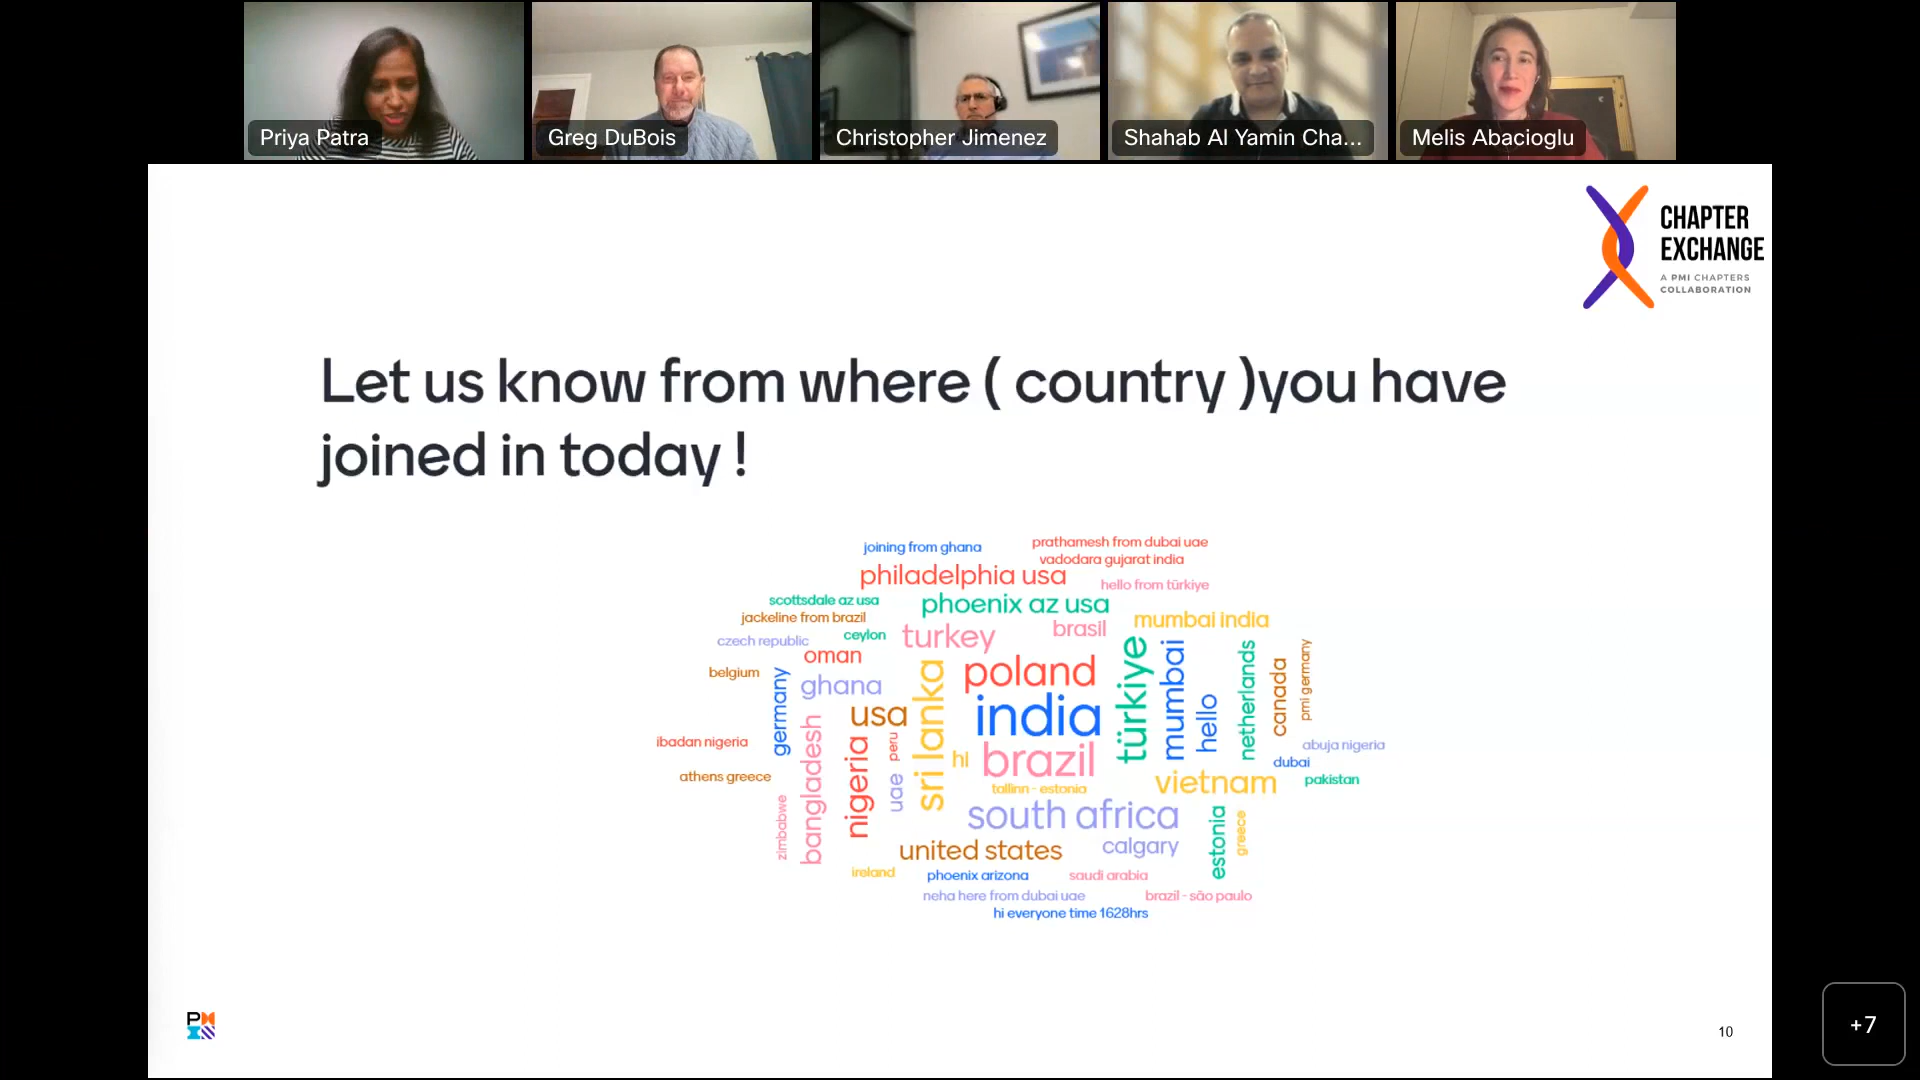 Priya Patra
Greg DuBois
Christopher Jimenez
Shahab Al Yamin Cha...
Melis Abacioglu
CHAPTER
EXCHANGE
A PMI CHAPTERS
COLLABORATION
Let us know from where ( country )you have
joined in today !
joining from ghana
prathamesh from dubai uae
vadodara gujarat india
philadelphia usa
hello from türkiye
scottsdale az usa
phoenix az usa
jackeline from brazil
mumbai india
czech republic
ceylon
turkey
brasil
oman
belgium
germany
ghana
sri lanka
poland
türkiye
mumbai
hello
netherlands
canada
pmi germany
usa
india
bangladesh
ibadan nigeria
nigeria
peru
hi
brazil
abuja nigeria
dubai
athens greece
uae
tallinn - estonia
vietnam
pakistan
zimbabwe
south africa
estonia
greece
united states
calgary
ireland
phoenix arizona
saudi arabia
neha here from dubai uae
brazil - são paulo
hi everyone time 1628hrs
PM
10
+7